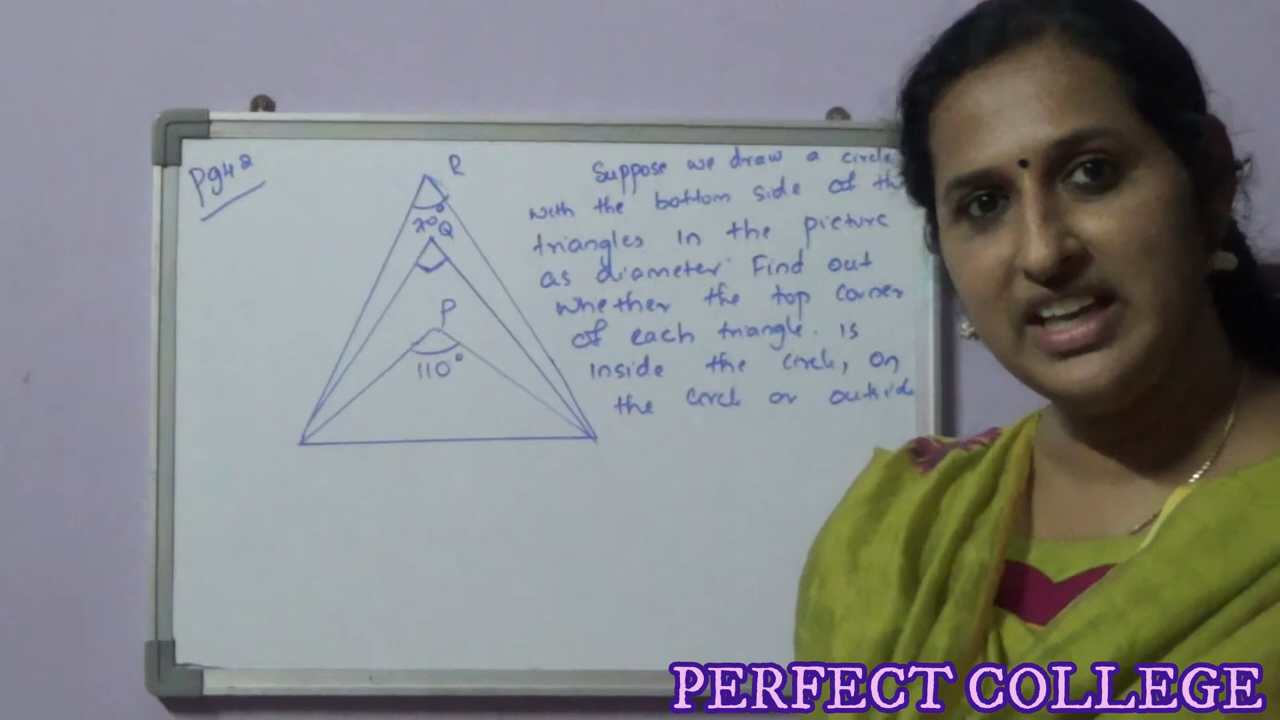 Pg42
R
70°
Q
P
110°
Suppose we draw a circle
with the bottom side of the
triangles in the picture
as diameter. Find out
whether the top corner
of each triangle. is
inside the circle, on
the circle or outside
PERFECT COLLEGE